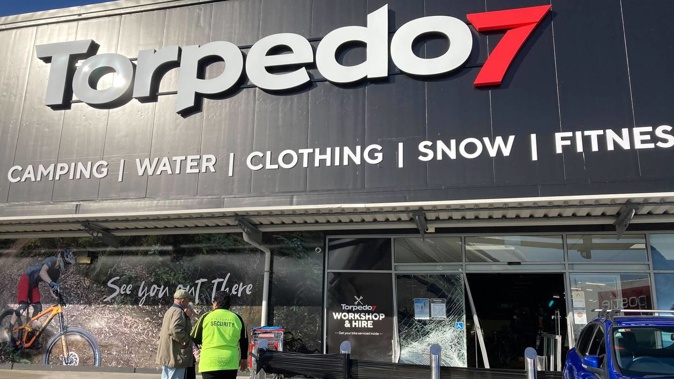 Torpedo7
CAMPING | WATER | CLOTHING | SNOW | FITNES
See you out There
Torpedo7
WORKSHOP
& HIRE
SECURITY